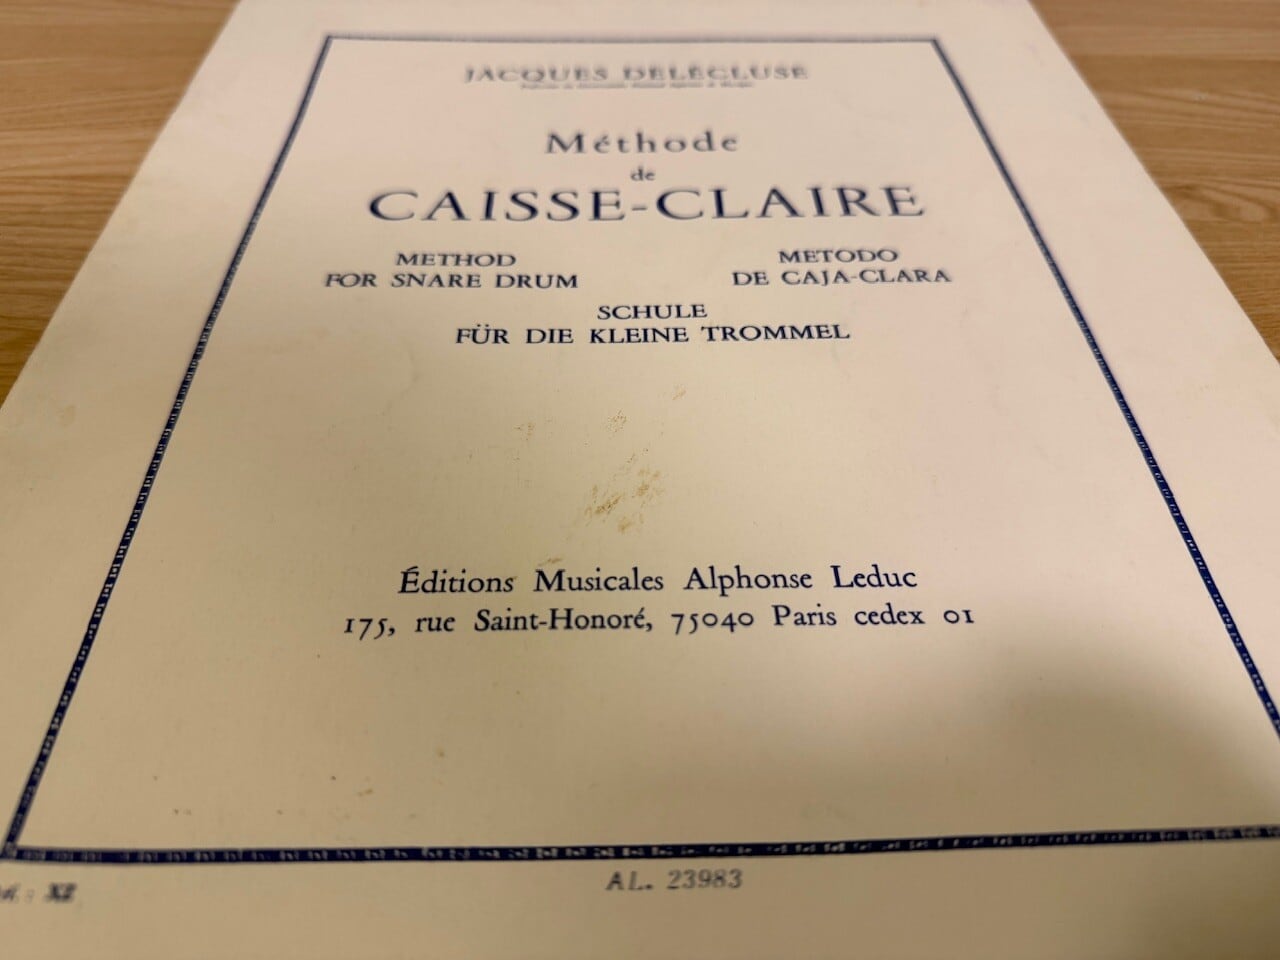 JACQUES DELÉCLUSE
Méthode
de
CAISSE-CLAIRE
METHOD
FOR SNARE DRUM
METODO
DE CAJA-CLARA
SCHULE
FÜR DIE KLEINE TROMMEL
Éditions Musicales Alphonse Leduc
175, rue Saint-Honoré, 75040 Paris cedex 01
AL. 23983